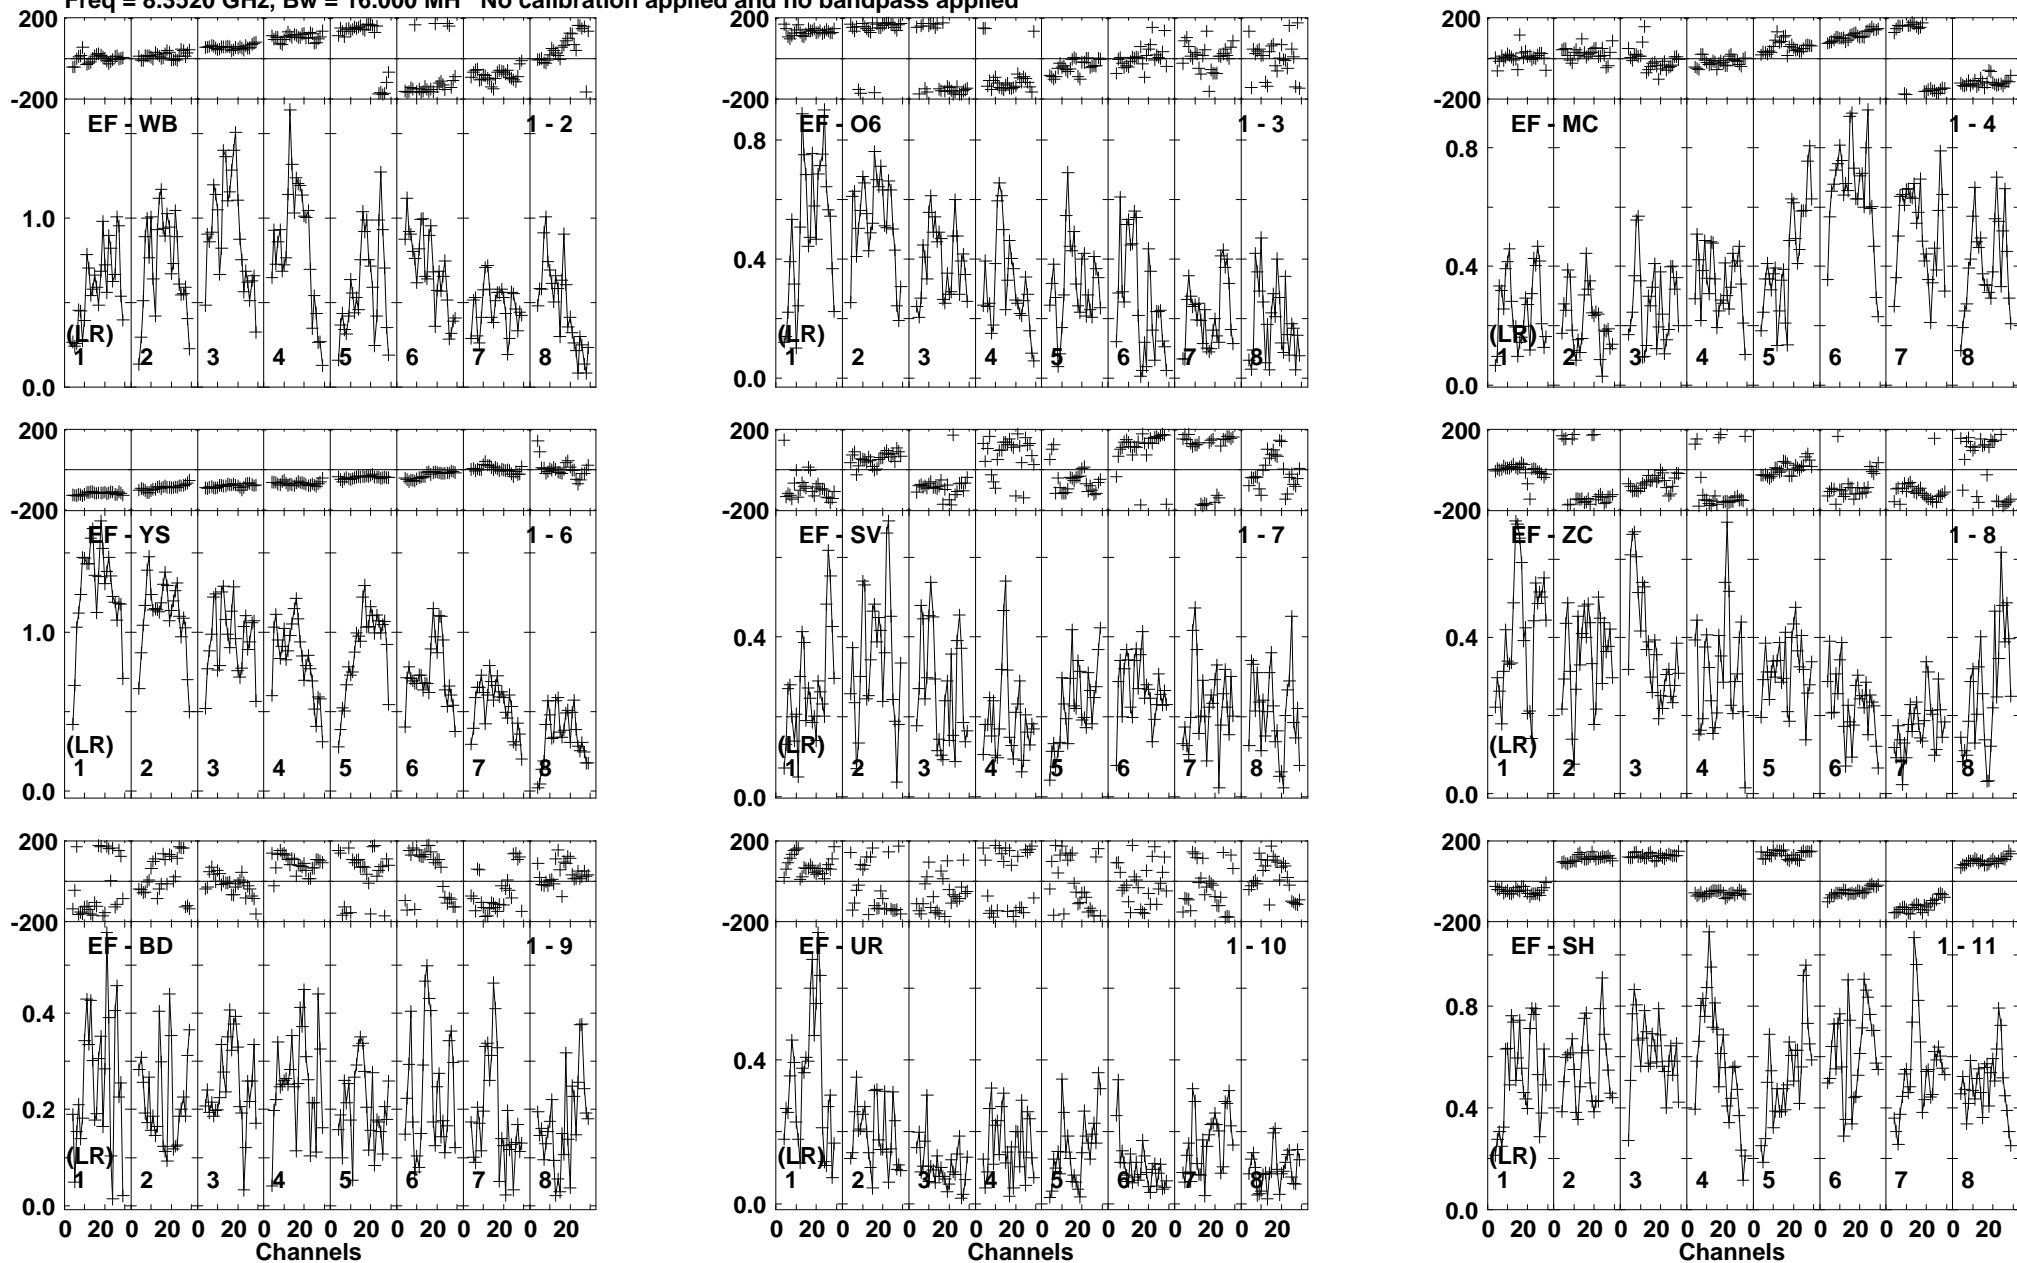 Freq = 8.3520 GHz, Bw = 16.000 MH No calibration applied and no bandpass applied
200 200 200
-200 -200 -200
EF - WB 1 - 2 EF - O6 1 - 3 EF - MC 1 - 4
0.8 0.8
1.0
0.4 0.4
(LR) (LR) (LR)
1 2 3 4 5 6 7 8 1 2 3 4 5 6 7 8 1 2 3 4 5 6 7 8
0.0 0.0 0.0
200 200 200
-200 -200 -200
EF - YS 1 - 6 EF - SV 1 - 7 EF - ZC 1 - 8
1.0 0.4 0.4
(LR) (LR) (LR)
1 2 3 4 5 6 7 8 1 2 3 4 5 6 7 8 1 2 3 4 5 6 7 8
0.0 0.0 0.0
200 200 200
-200 -200 -200
EF - BD 1 - 9 EF - UR 1 - 10 EF - SH 1 - 11
0.4 0.8
0.4
0.2 0.4
(LR) (LR) (LR)
1 2 3 4 5 6 7 8 1 2 3 4 5 6 7 8 1 2 3 4 5 6 7 8
0.0 0.0 0.0
0 20 0 20 0 20 0 20 0 20 0 20 0 20 0 20 0 20 0 20 0 20 0 20 0 20 0 20 0 20 0 20 0 20 0 20 0 20 0 20 0 20 0 20 0 20 0 20
Channels Channels Channels